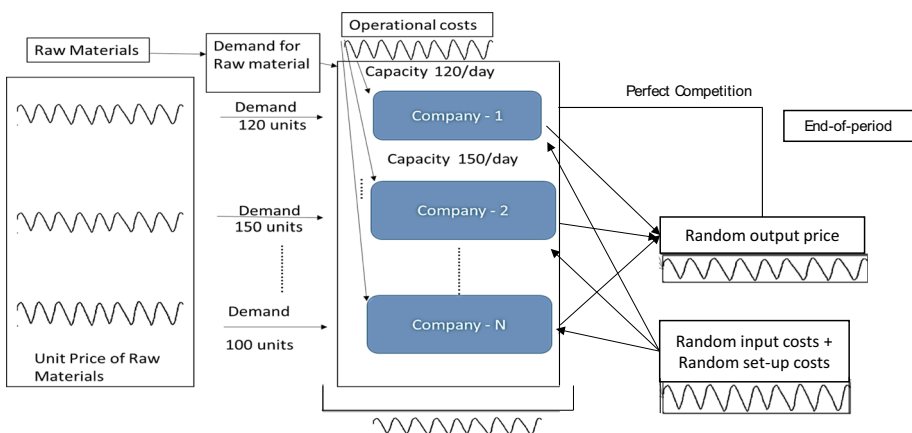 Operational costs
Raw Materials
Demand for
Raw material
Capacity 120/day
Perfect Competition
Demand
120 units
Company - 1
End-of-period
Capacity 150/day
Demand
150 units
Company - 2
Random output price
Demand
100 units
Company - N
Unit Price of Raw
Materials
Random input costs +
Random set-up costs